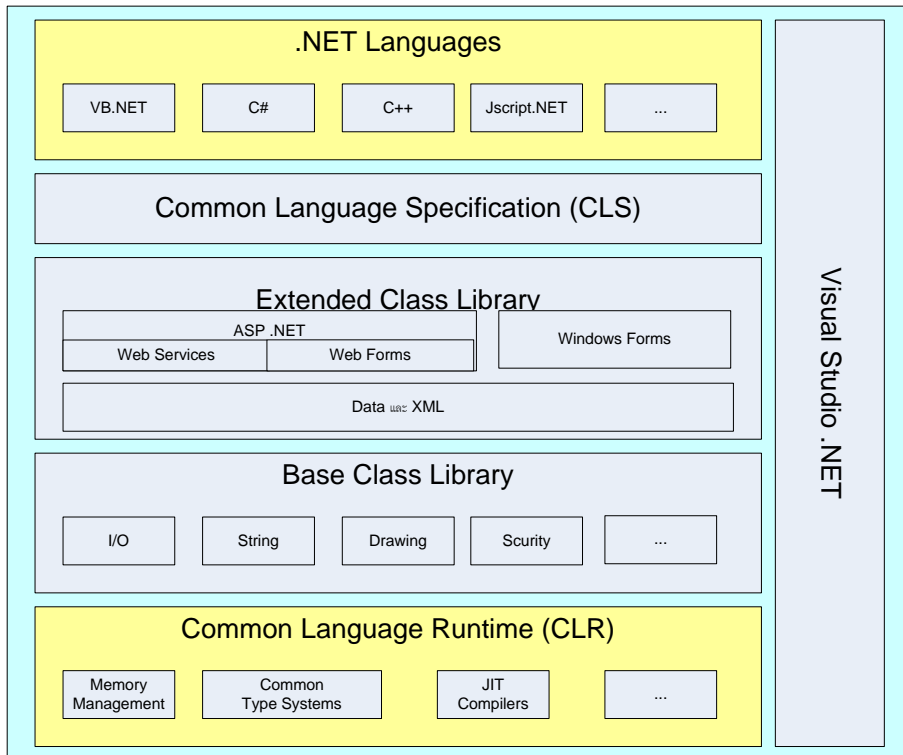 .NET Languages
VB.NET
C#
C++
Jscript.NET
...
Common Language Specification (CLS)
Extended Class Library
ASP .NET
Web Services
Web Forms
Windows Forms
Data และ XML
Base Class Library
I/O
String
Drawing
Scurity
...
Common Language Runtime (CLR)
Memory
Management
Common
Type Systems
JIT
Compilers
...
Visual Studio .NET